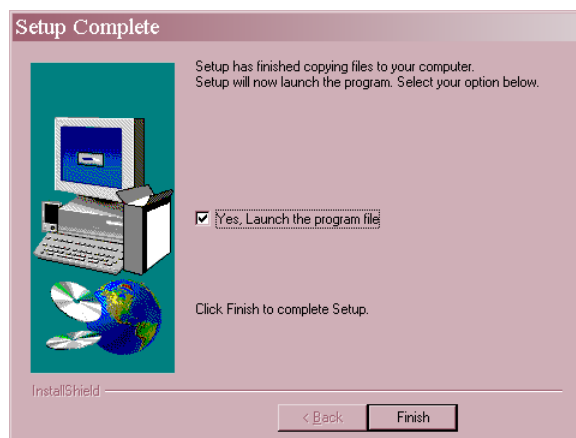 Setup Complete
Setup has finished copying files to your computer.
Setup will now launch the program. Select your option below.
Yes, Launch the program file
Click Finish to complete Setup.
InstallShield
< Back
Finish